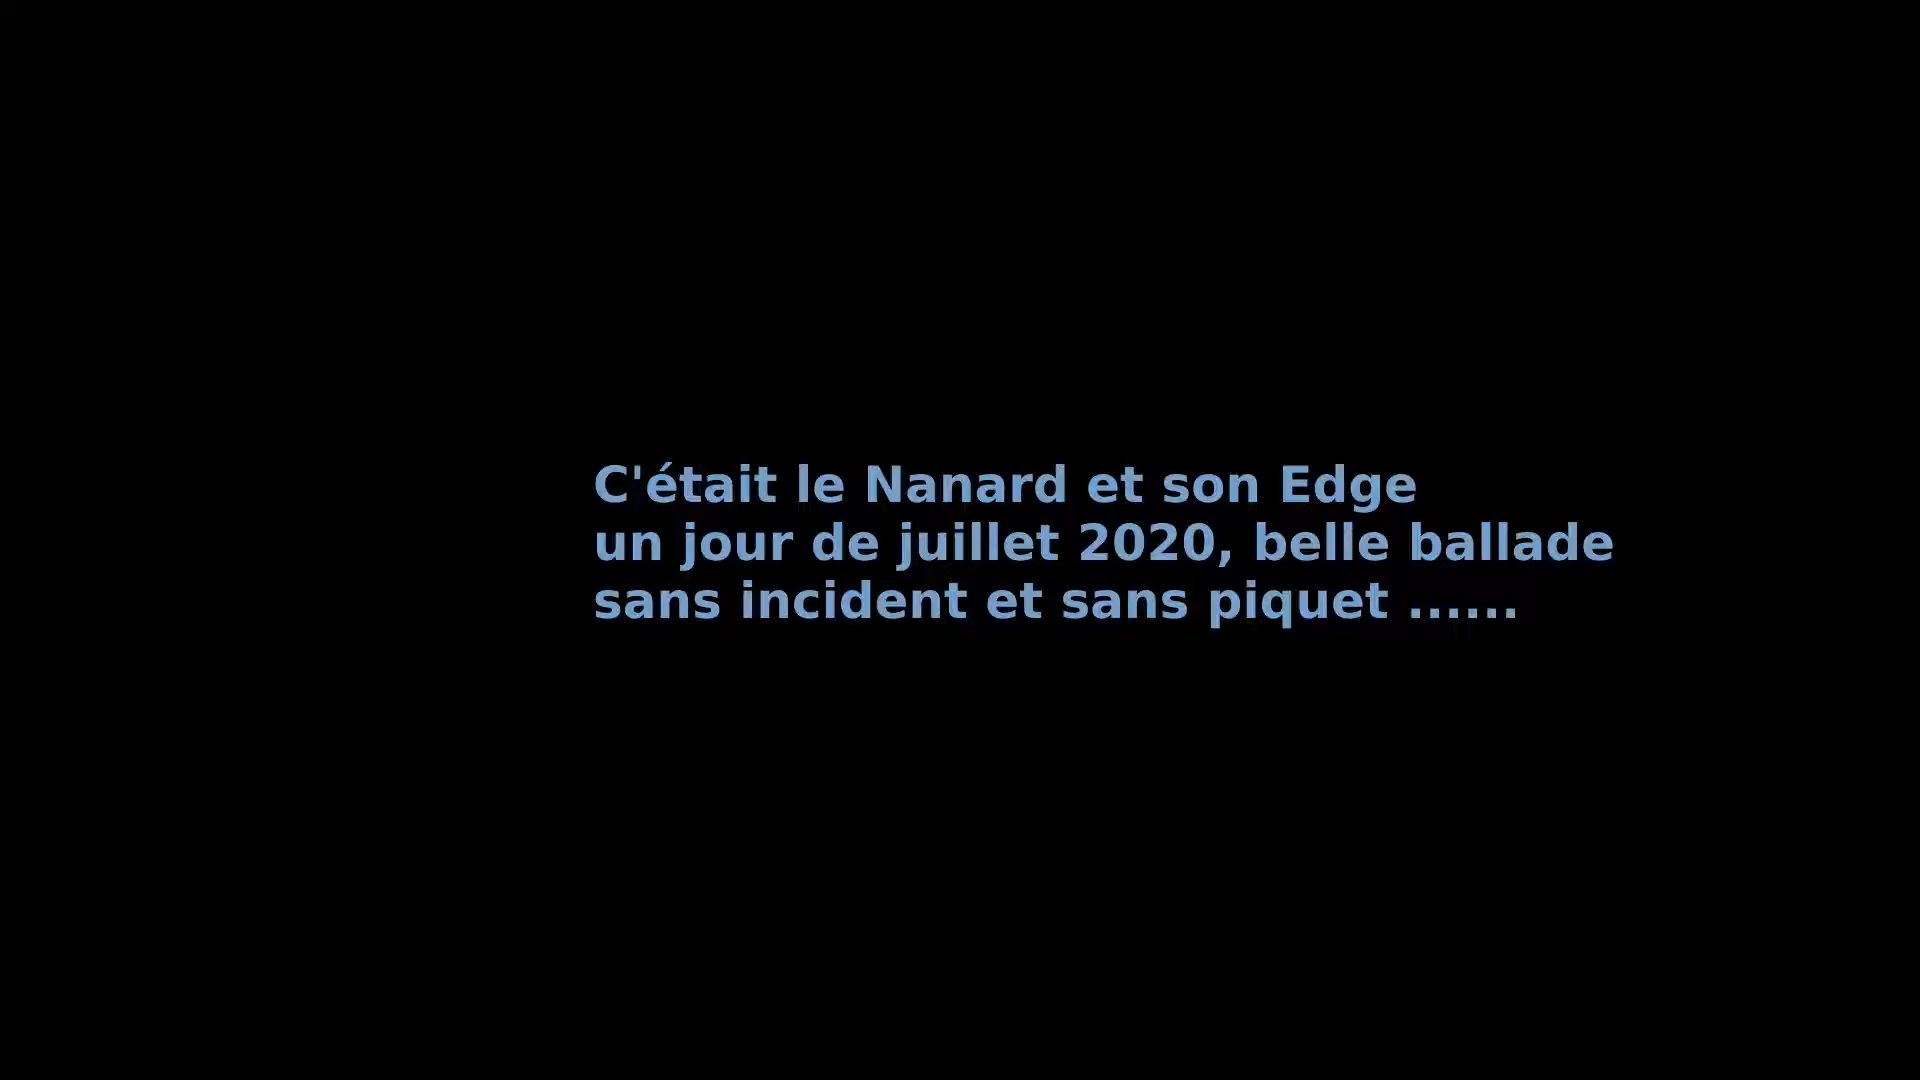 C'était le Nanard et son Edge
un jour de juillet 2020, belle ballade
sans incident et sans piquet ......